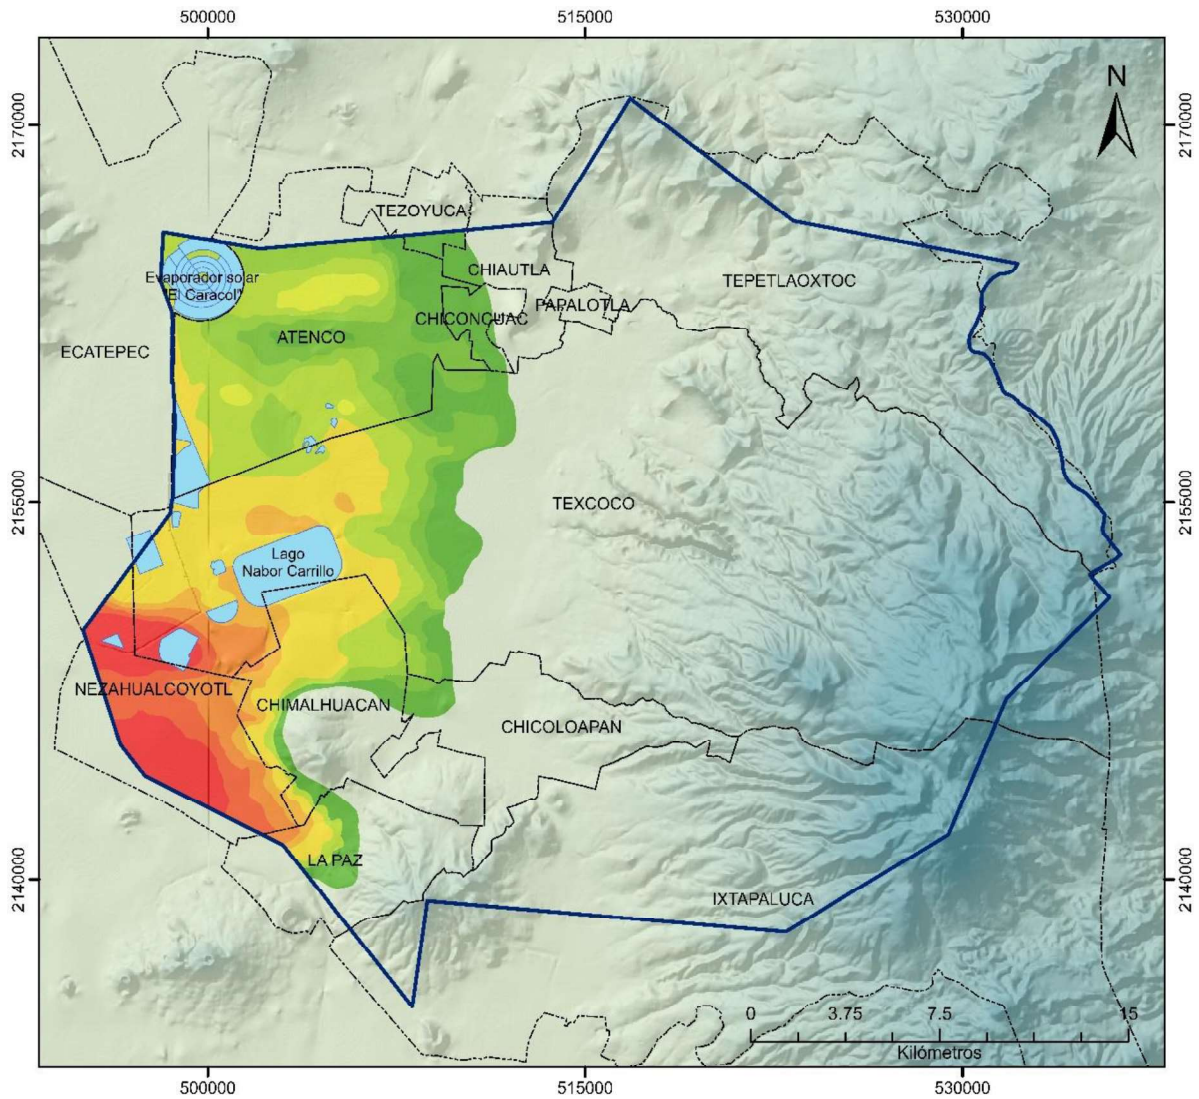 500000
515000
530000
2170000
2170000
N
TEZOYUCA
CHIAUTLA
Evaporador solar
"El Caracol"
TEPETLAOXTOC
PAPALOTLA
CHICONCUAC
ATENCO
ECATEPEC
2155000
2155000
TEXCOCO
Lago
Nabor Carrillo
NEZAHUALCOYOTL
CHIMALHUACAN
CHICOLOAPAN
LA PAZ
2140000
2140000
IXTAPALUCA
0
3.75
7.5
15
Kilómetros
500000
515000
530000